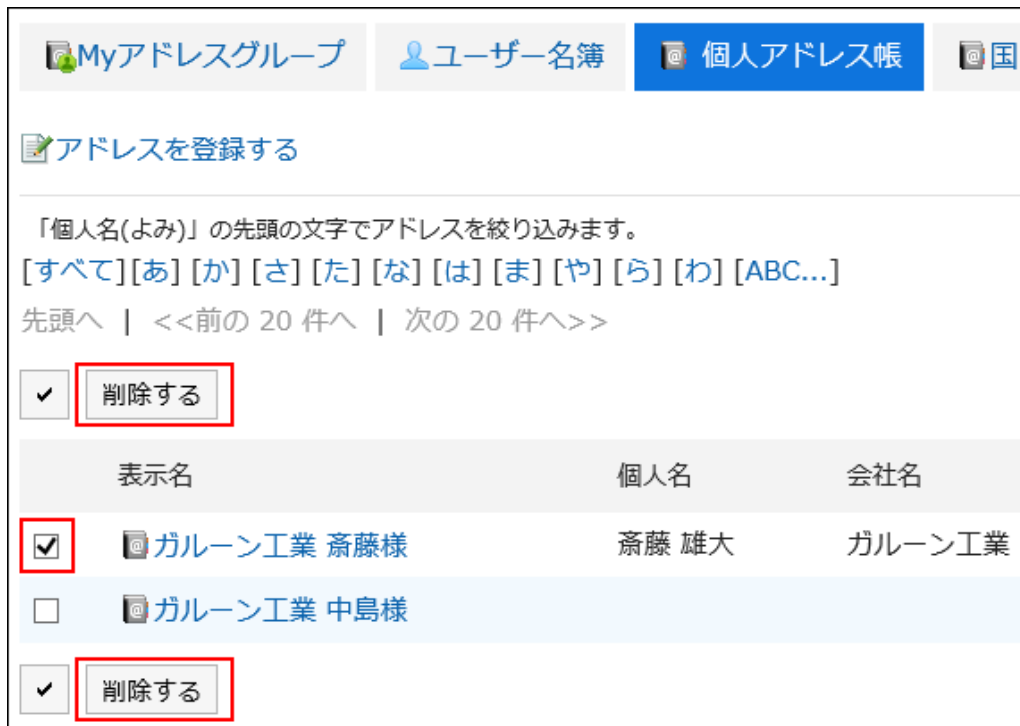 Myアドレスグループ ユーザー名簿 個人アドレス帳 国
アドレスを登録する
「個人名(よみ)」の先頭の文字でアドレスを絞り込みます。
[すべて][あ] [か] [さ] [た] [な] [は] [ま] [や] [ら] [わ] [ABC...]
先頭へ | <<前の 20 件へ | 次の 20 件へ>>
削除する
表示名 個人名 会社名
ガルーン工業 斎藤様 斎藤 雄大 ガルーン工業
ガルーン工業 中島様
削除する